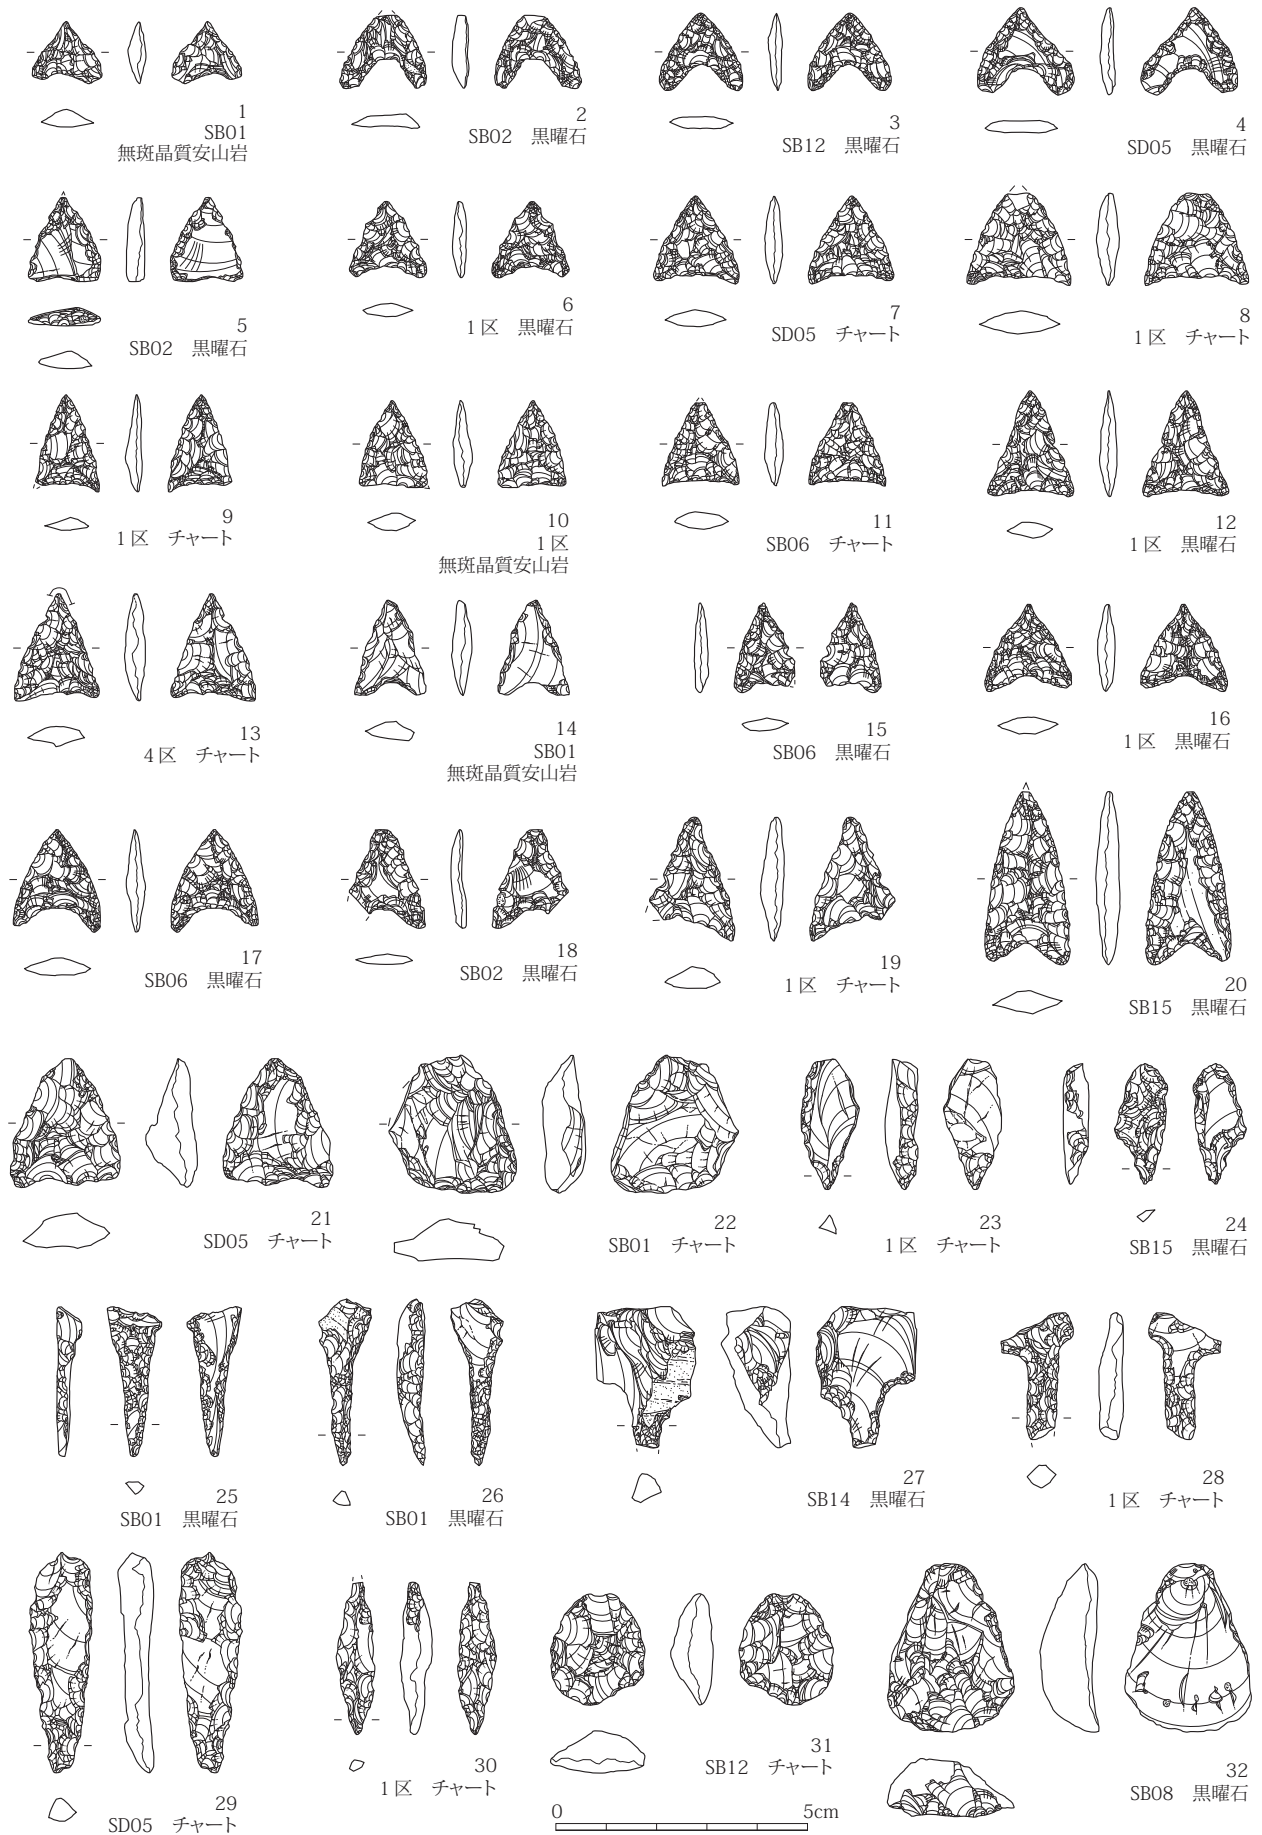 1
SB01
無斑晶質安山岩
2
SB02　黒曜石
3
SB12　黒曜石
4
SD05　黒曜石
5
SB02　黒曜石
6
1区　黒曜石
7
SD05　チャート
8
1区　チャート
9
1区　チャート
10
1区
無斑晶質安山岩
11
SB06　チャート
12
1区　黒曜石
13
4区　チャート
14
SB01
無斑晶質安山岩
15
SB06　黒曜石
16
1区　黒曜石
17
SB06　黒曜石
18
SB02　黒曜石
19
1区　チャート
20
SB15　黒曜石
21
SD05　チャート
22
SB01　チャート
23
1区　チャート
24
SB15　黒曜石
25
SB01　黒曜石
26
SB01　黒曜石
27
SB14　黒曜石
28
1区　チャート
29
SD05　チャート
30
1区　チャート
31
SB12　チャート
32
SB08　黒曜石
0　5cm